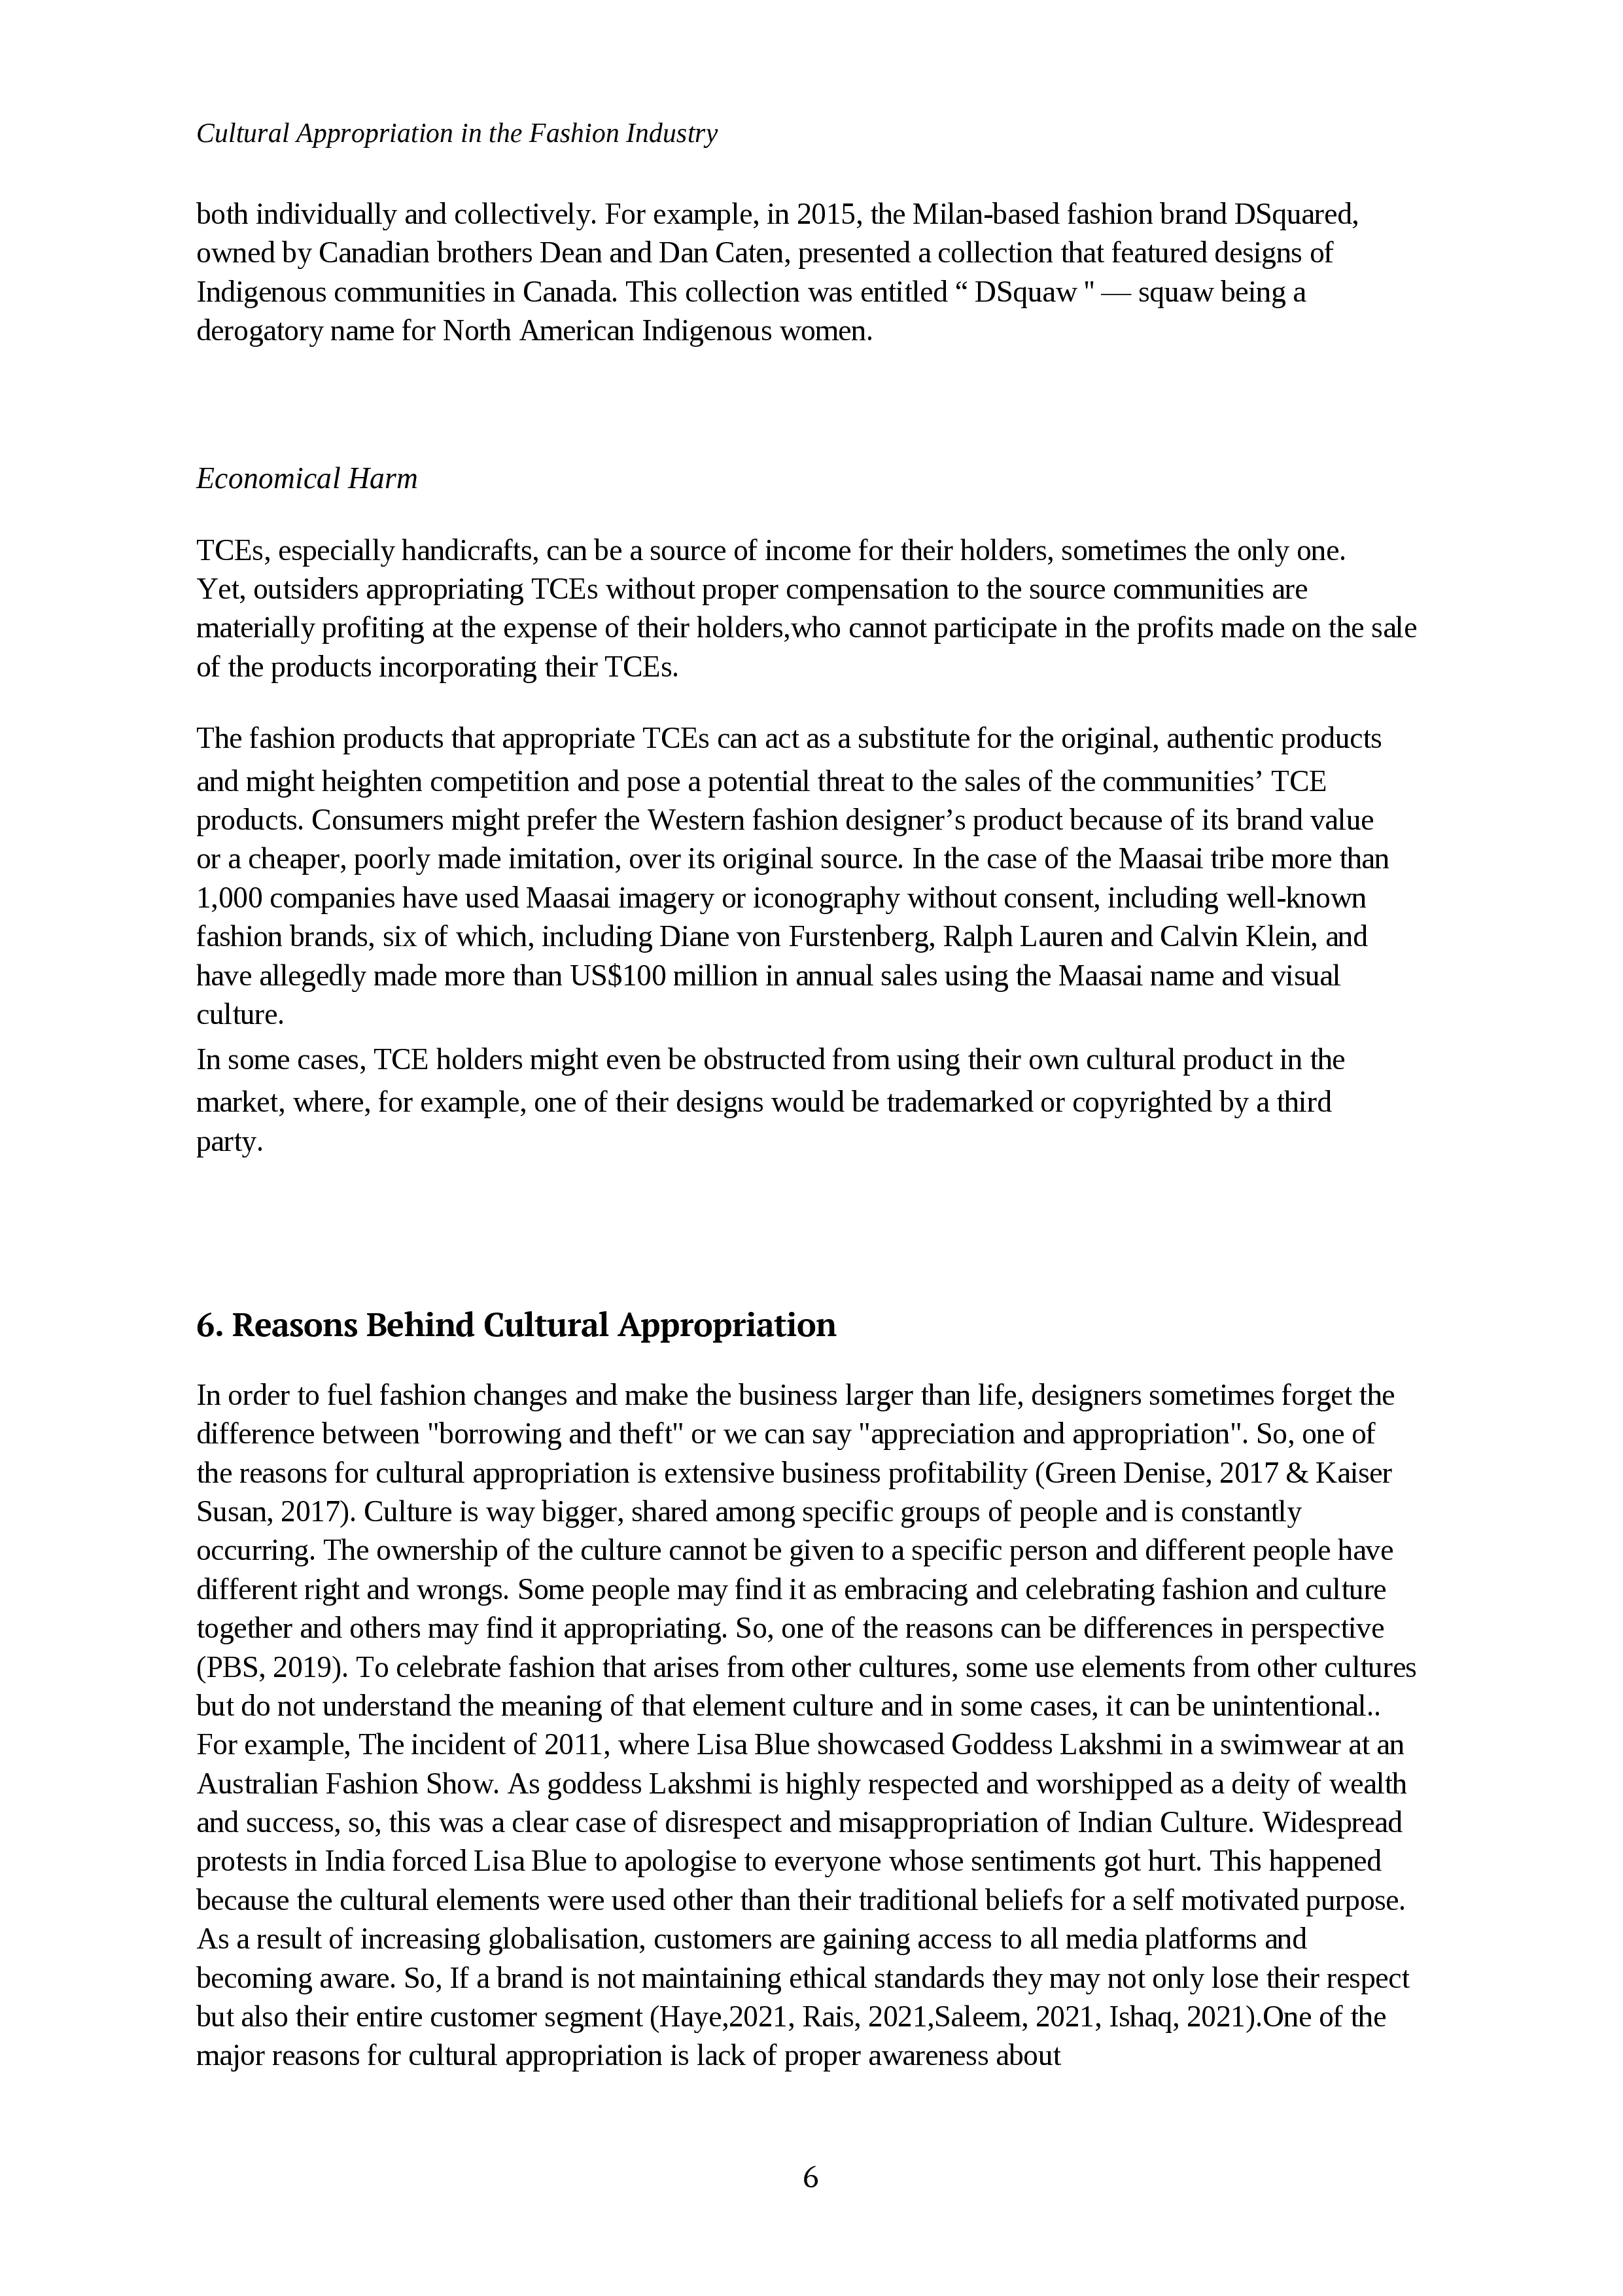 Cultural Appropriation in the Fashion Industry
both individually and collectively. For example, in 2015, the Milan-based fashion brand DSquared,
owned by Canadian brothers Dean and Dan Caten, presented a collection that featured designs of
Indigenous communities in Canada. This collection was entitled “ DSquaw " — squaw being a
derogatory name for North American Indigenous women.
Economical Harm
TCEs, especially handicrafts, can be a source of income for their holders, sometimes the only one.
Yet, outsiders appropriating TCEs without proper compensation to the source communities are
materially profiting at the expense of their holders,who cannot participate in the profits made on the sale
of the products incorporating their TCEs.
The fashion products that appropriate TCEs can act as a substitute for the original, authentic products
and might heighten competition and pose a potential threat to the sales of the communities’ TCE
products. Consumers might prefer the Western fashion designer’s product because of its brand value
or a cheaper, poorly made imitation, over its original source. In the case of the Maasai tribe more than
1,000 companies have used Maasai imagery or iconography without consent, including well-known
fashion brands, six of which, including Diane von Furstenberg, Ralph Lauren and Calvin Klein, and
have allegedly made more than US$100 million in annual sales using the Maasai name and visual
culture.
In some cases, TCE holders might even be obstructed from using their own cultural product in the
market, where, for example, one of their designs would be trademarked or copyrighted by a third
party.
6. Reasons Behind Cultural Appropriation
In order to fuel fashion changes and make the business larger than life, designers sometimes forget the
difference between "borrowing and theft" or we can say "appreciation and appropriation". So, one of
the reasons for cultural appropriation is extensive business profitability (Green Denise, 2017 & Kaiser
Susan, 2017). Culture is way bigger, shared among specific groups of people and is constantly
occurring. The ownership of the culture cannot be given to a specific person and different people have
different right and wrongs. Some people may find it as embracing and celebrating fashion and culture
together and others may find it appropriating. So, one of the reasons can be differences in perspective
(PBS, 2019). To celebrate fashion that arises from other cultures, some use elements from other cultures
but do not understand the meaning of that element culture and in some cases, it can be unintentional..
For example, The incident of 2011, where Lisa Blue showcased Goddess Lakshmi in a swimwear at an
Australian Fashion Show. As goddess Lakshmi is highly respected and worshipped as a deity of wealth
and success, so, this was a clear case of disrespect and misappropriation of Indian Culture. Widespread
protests in India forced Lisa Blue to apologise to everyone whose sentiments got hurt. This happened
because the cultural elements were used other than their traditional beliefs for a self motivated purpose.
As a result of increasing globalisation, customers are gaining access to all media platforms and
becoming aware. So, If a brand is not maintaining ethical standards they may not only lose their respect
but also their entire customer segment (Haye,2021, Rais, 2021,Saleem, 2021, Ishaq, 2021).One of the
major reasons for cultural appropriation is lack of proper awareness about
6